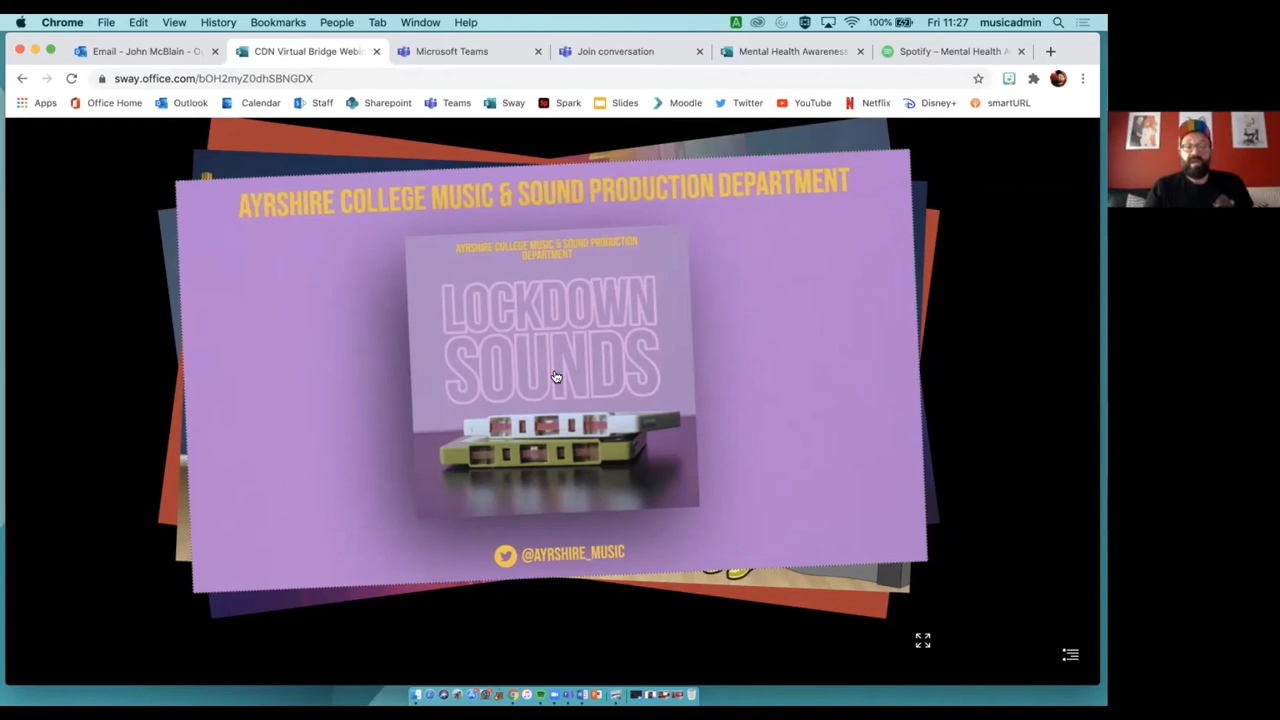 Chrome File Edit View History Bookmarks People Tab Window Help
100% Fri 11:27 musicadmin
Email - John McBlain - O
CDN Virtual Bridge Webin
Microsoft Teams
Join conversation
Mental Health Awareness
Spotify – Mental Health A
sway.office.com/bOH2myZ0dhSBNGDX
Apps Office Home Outlook Calendar Staff Sharepoint Teams Sway Spark Slides Moodle Twitter YouTube Netflix Disney+ smartURL
AYRSHIRE COLLEGE MUSIC & SOUND PRODUCTION DEPARTMENT
AYRSHIRE COLLEGE MUSIC & SOUND PRODUCTION
DEPARTMENT
LOCKDOWN
SOUNDS
@AYRSHIRE_MUSIC